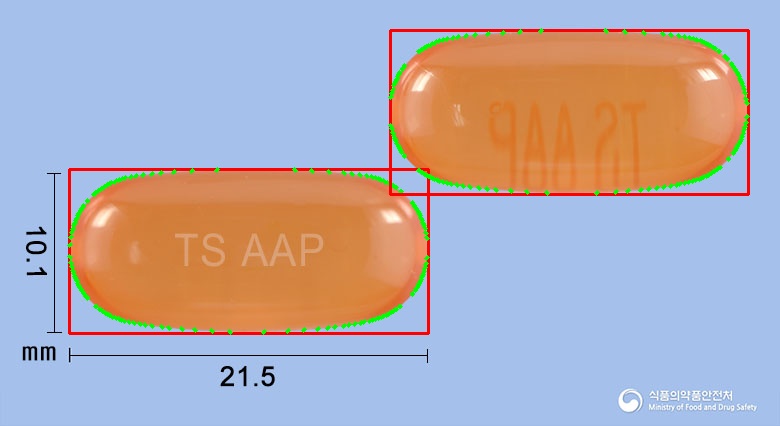 TS AAP
TS AAP
10.1
mm
21.5
식품의약품안전처
Ministry of Food and Drug Safety